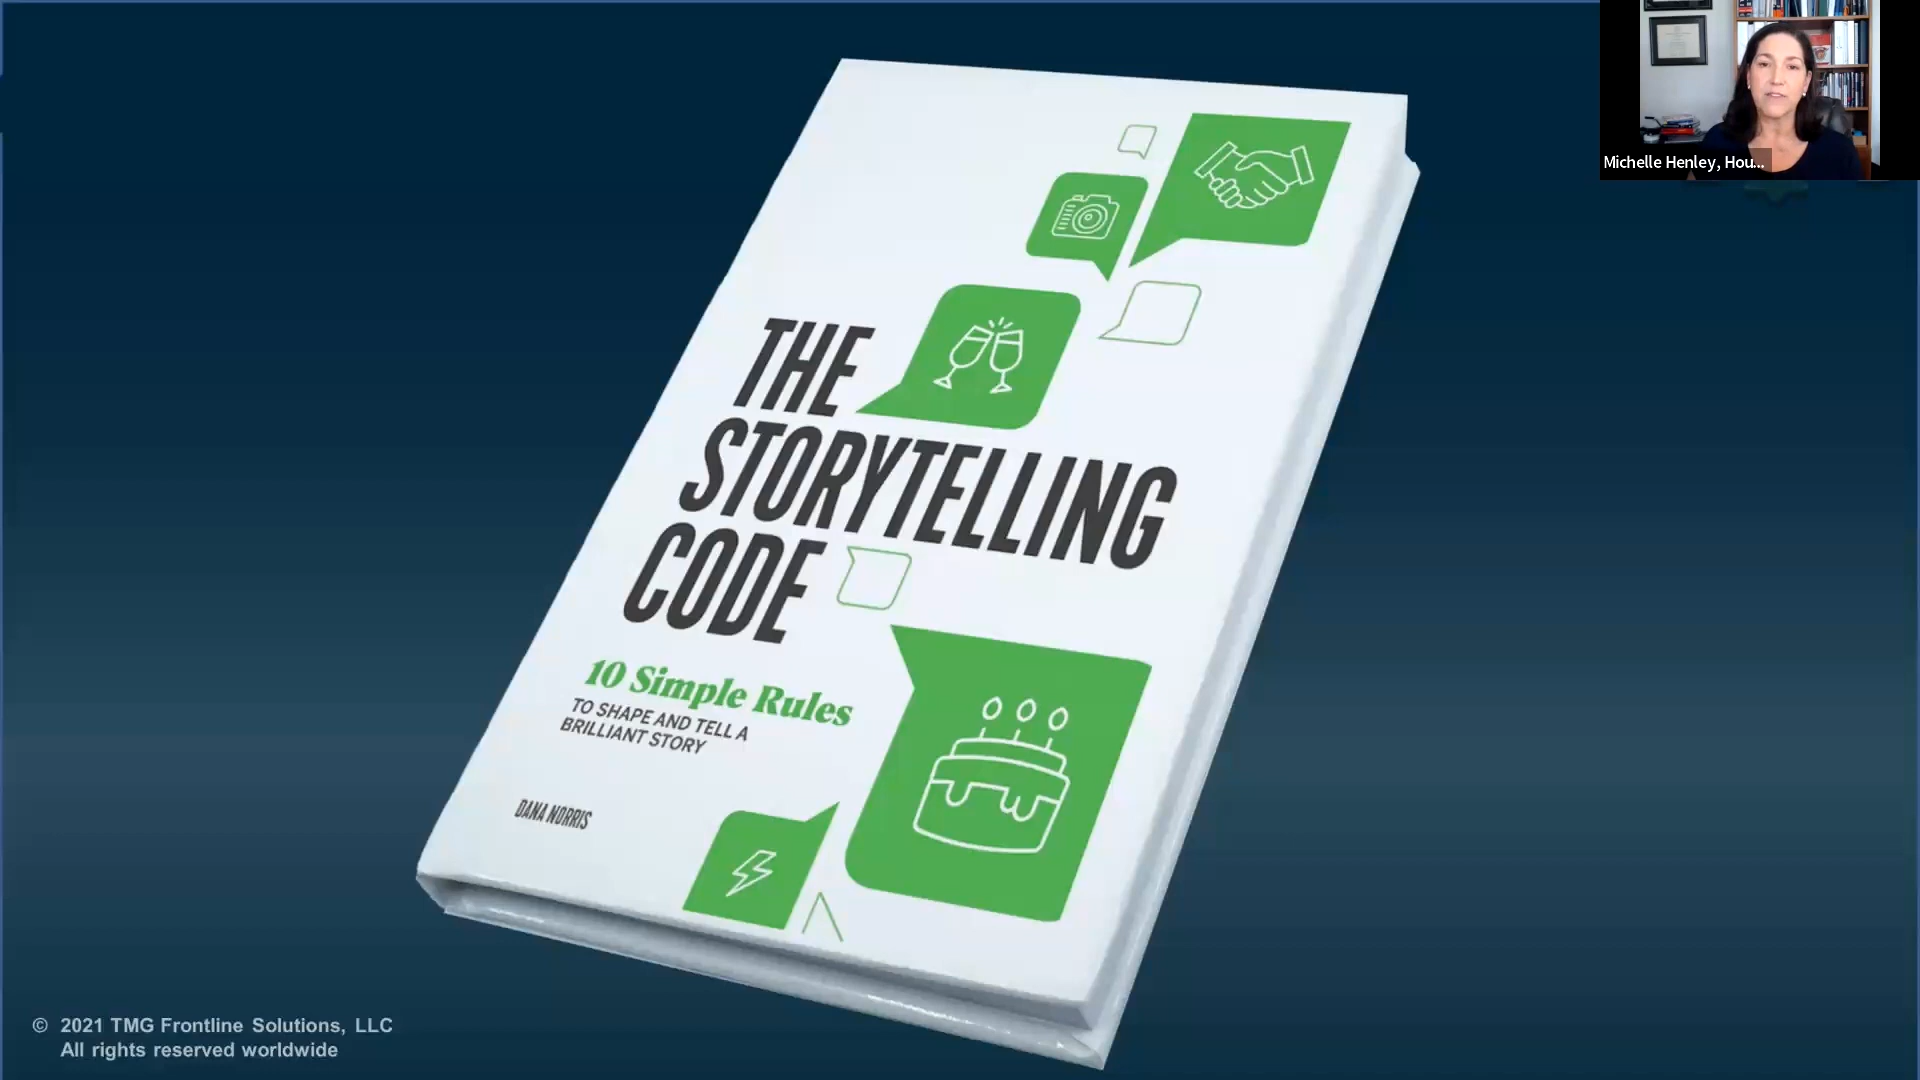 Michelle Henley, Hou...
THE
STORYTELLING
CODE
10 Simple Rules
TO SHAPE AND TELL A
BRILLIANT STORY
DANA NORRIS
© 2021 TMG Frontline Solutions, LLC
All rights reserved worldwide